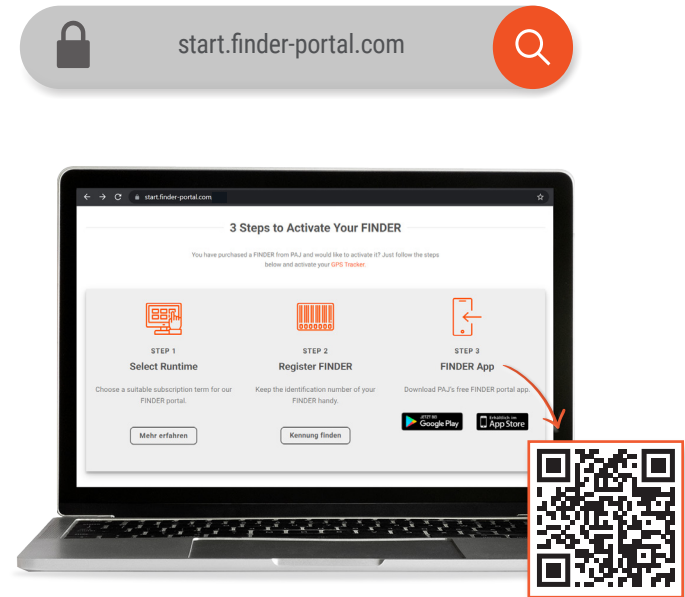 start.finder-portal.com
start.finder-portal.com
3 Steps to Activate Your FINDER
You have purchased a FINDER from PAJ and would like to activate it? Just follow the steps
below and activate your GPS Tracker.
STEP 1
Select Runtime
Choose a suitable subscription term for our
FINDER portal.
Mehr erfahren
STEP 2
Register FINDER
Keep the identification number of your
FINDER handy.
Kennung finden
STEP 3
FINDER App
Download PAJ's free FINDER portal app.
JETZT BEI
Google Play
Erhältlich im
App Store